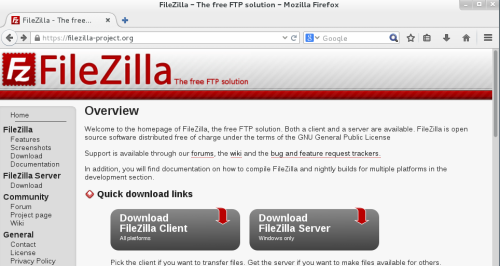 FileZilla - The free FTP solution - Mozilla Firefox
FileZilla - The free...
https://filezilla-project.org
Google
FileZilla The free FTP solution
Home
FileZilla
Features
Screenshots
Download
Documentation
FileZilla Server
Download
Community
Forum
Project page
Wiki
General
Contact
License
Privacy Policy
Overview
Welcome to the homepage of FileZilla, the free FTP solution. Both a client and a server are available. FileZilla is open
source software distributed free of charge under the terms of the GNU General Public License
Support is available through our forums, the wiki and the bug and feature request trackers.
In addition, you will find documentation on how to compile FileZilla and nightly builds for multiple platforms in the
development section.
Quick download links
Download
FileZilla Client
All platforms
Download
FileZilla Server
Windows only
Pick the client if you want to transfer files. Get the server if you want to make files available for others.